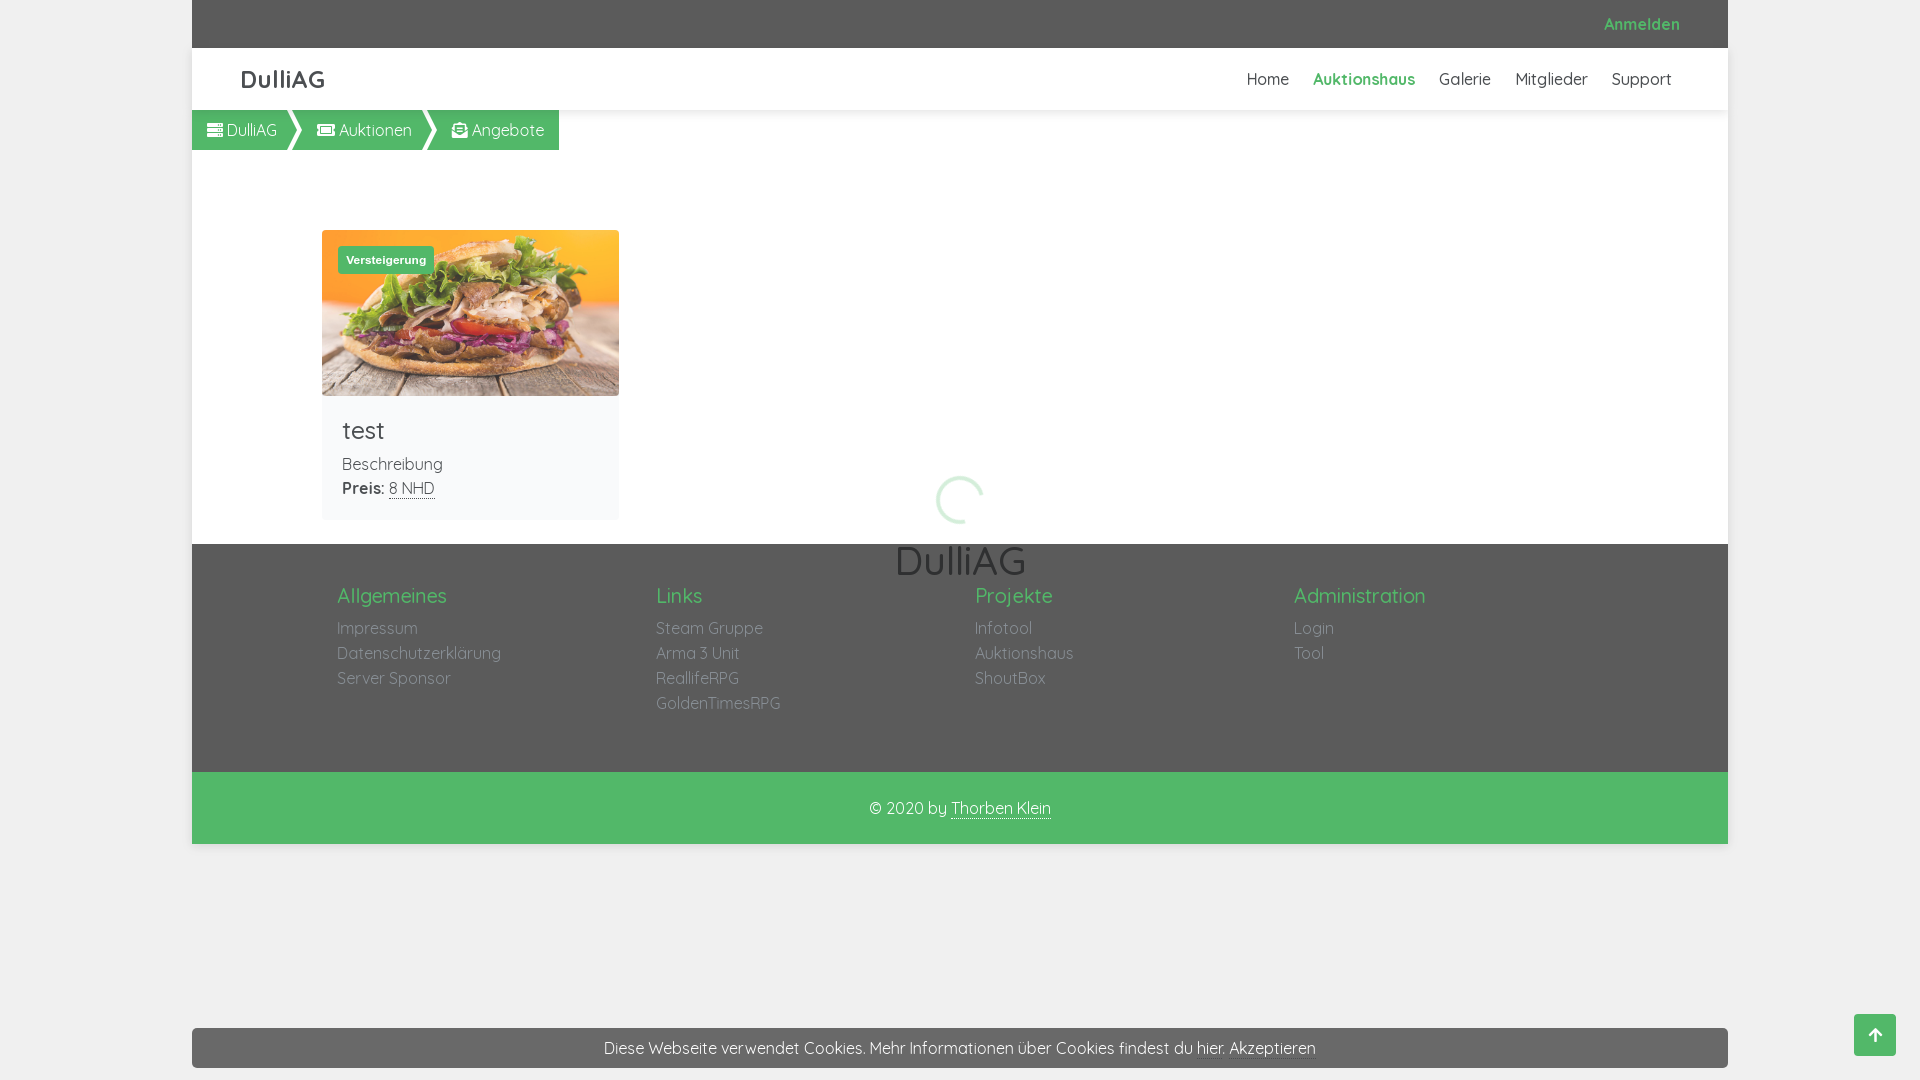 Anmelden
DulliAG
Home Auktionshaus Galerie Mitglieder Support
DulliAG Auktionen Angebote
Versteigerung
test
Beschreibung
Preis: 8 NHD
DulliAG
Allgemeines
Impressum
Datenschutzerklärung
Server Sponsor
Links
Steam Gruppe
Arma 3 Unit
ReallifeRPG
GoldenTimesRPG
Projekte
Infotool
Auktionshaus
ShoutBox
Administration
Login
Tool
© 2020 by Thorben Klein
Diese Webseite verwendet Cookies. Mehr Informationen über Cookies findest du hier. Akzeptieren